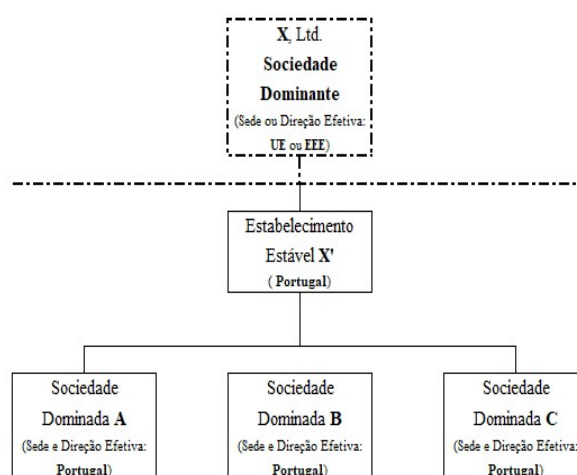 X, Ltd.
Sociedade
Dominante
(Sede ou Direção Efetiva:
UE ou EEE)
Estabelecimento
Estável X'
( Portugal)
Sociedade
Dominada A
(Sede e Direção Efetiva:
Portugal)
Sociedade
Dominada B
(Sede e Direção Efetiva:
Portugal)
Sociedade
Dominada C
(Sede e Direção Efetiva:
Portugal)